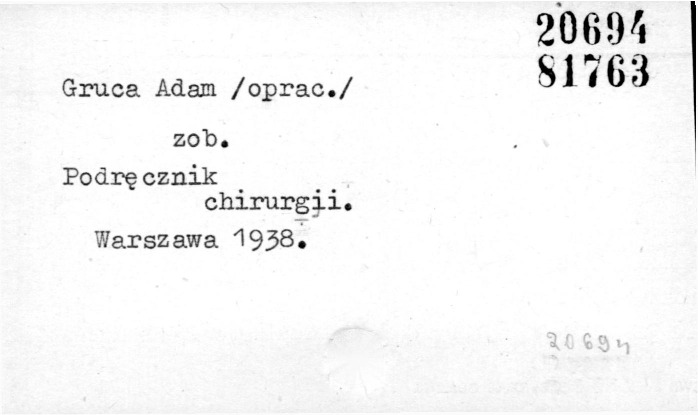 20694
81763
Gruca Adam /oprac./
zob.
Podręcznik
chirurgii.
Warszawa 1938.
20694